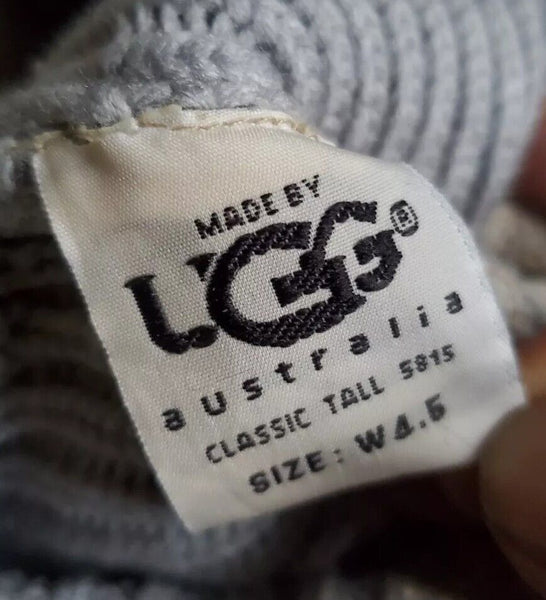 MADE BY
UGG®
australia
CLASSIC TALL 5815
SIZE: W4.5